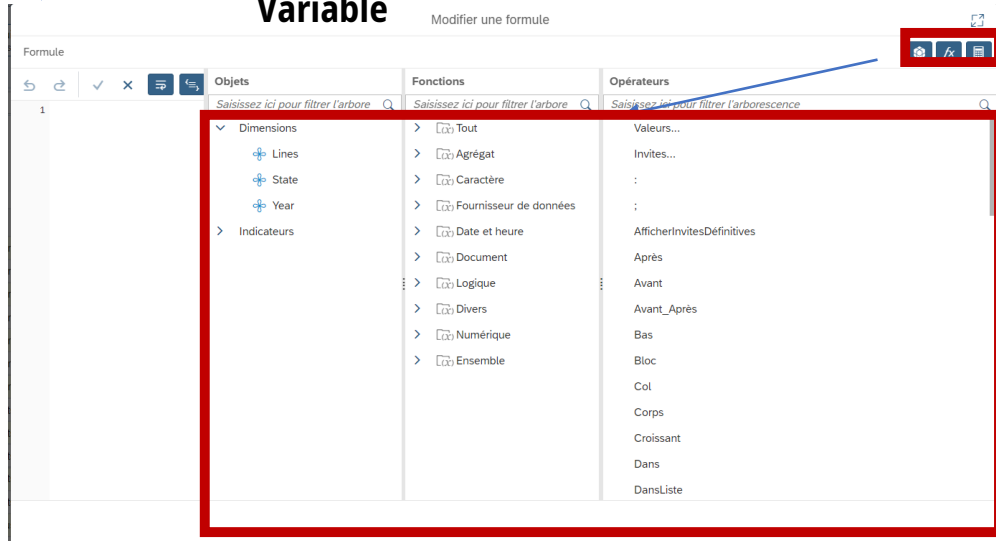 Variable
Modifier une formule
Formule
fx
Objets
Fonctions
Opérateurs
Saisissez ici pour filtrer l'arbore
Saisissez ici pour filtrer l'arbore
Saisissez ici pour filtrer l'arborescence
1
Dimensions
Lines
State
Year
Indicateurs
Tout
Agrégat
Caractère
Fournisseur de données
Date et heure
Document
Logique
Divers
Numérique
Ensemble
Valeurs...
Invites...
:
;
AfficherInvitesDéfinitives
Après
Avant
Avant_Après
Bas
Bloc
Col
Corps
Croissant
Dans
DansListe